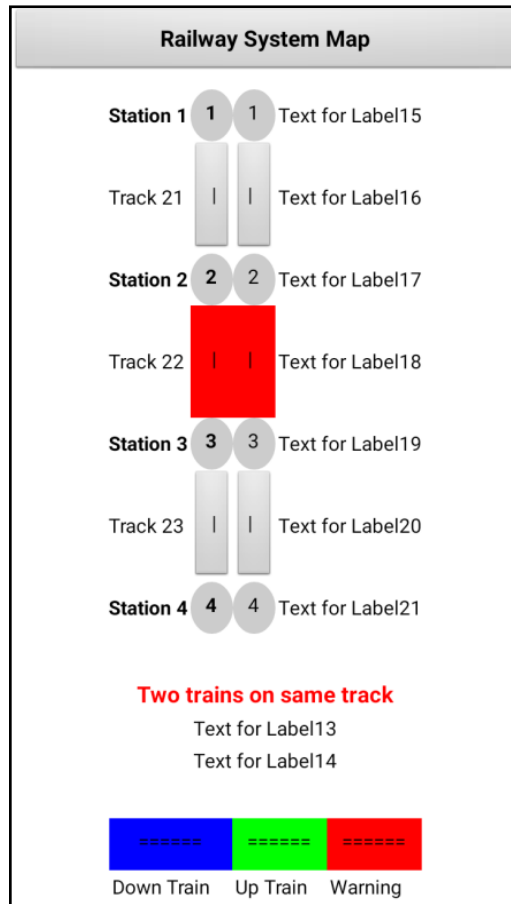 Railway System Map
Station 1 1 1 Text for Label15
Track 21 | | Text for Label16
Station 2 2 2 Text for Label17
Track 22 | | Text for Label18
Station 3 3 3 Text for Label19
Track 23 | | Text for Label20
Station 4 4 4 Text for Label21
Two trains on same track
Text for Label13
Text for Label14
====== ====== ======
Down Train Up Train Warning